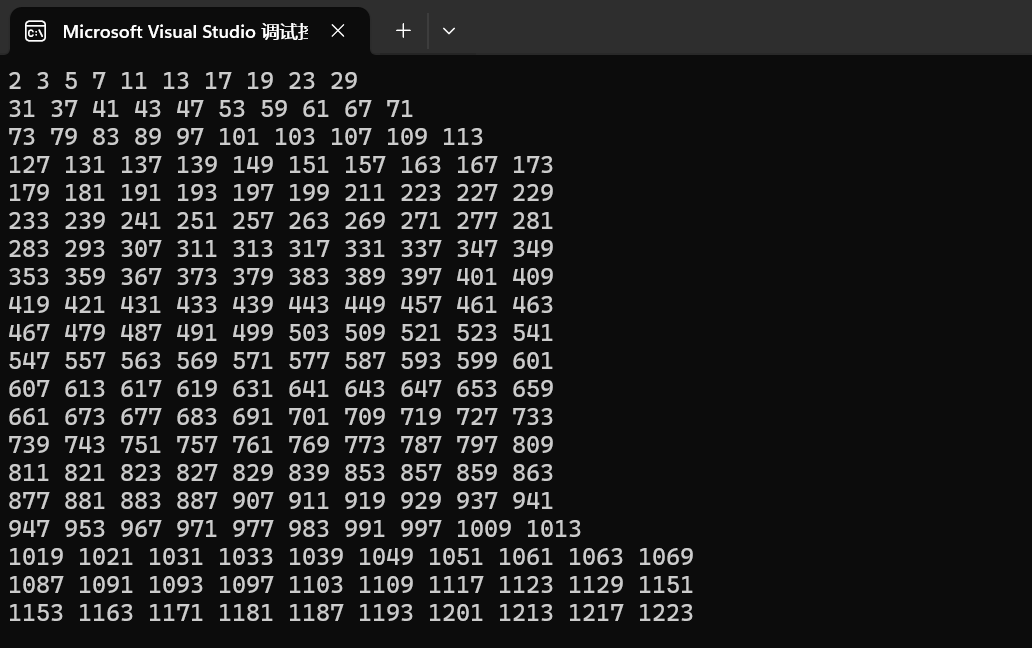 Microsoft Visual Studio 调试
2 3 5 7 11 13 17 19 23 29
31 37 41 43 47 53 59 61 67 71
73 79 83 89 97 101 103 107 109 113
127 131 137 139 149 151 157 163 167 173
179 181 191 193 197 199 211 223 227 229
233 239 241 251 257 263 269 271 277 281
283 293 307 311 313 317 331 337 347 349
353 359 367 373 379 383 389 397 401 409
419 421 431 433 439 443 449 457 461 463
467 479 487 491 499 503 509 521 523 541
547 557 563 569 571 577 587 593 599 601
607 613 617 619 631 641 643 647 653 659
661 673 677 683 691 701 709 719 727 733
739 743 751 757 761 769 773 787 797 809
811 821 823 827 829 839 853 857 859 863
877 881 883 887 907 911 919 929 937 941
947 953 967 971 977 983 991 997 1009 1013
1019 1021 1031 1033 1039 1049 1051 1061 1063 1069
1087 1091 1093 1097 1103 1109 1117 1123 1129 1151
1153 1163 1171 1181 1187 1193 1201 1213 1217 1223